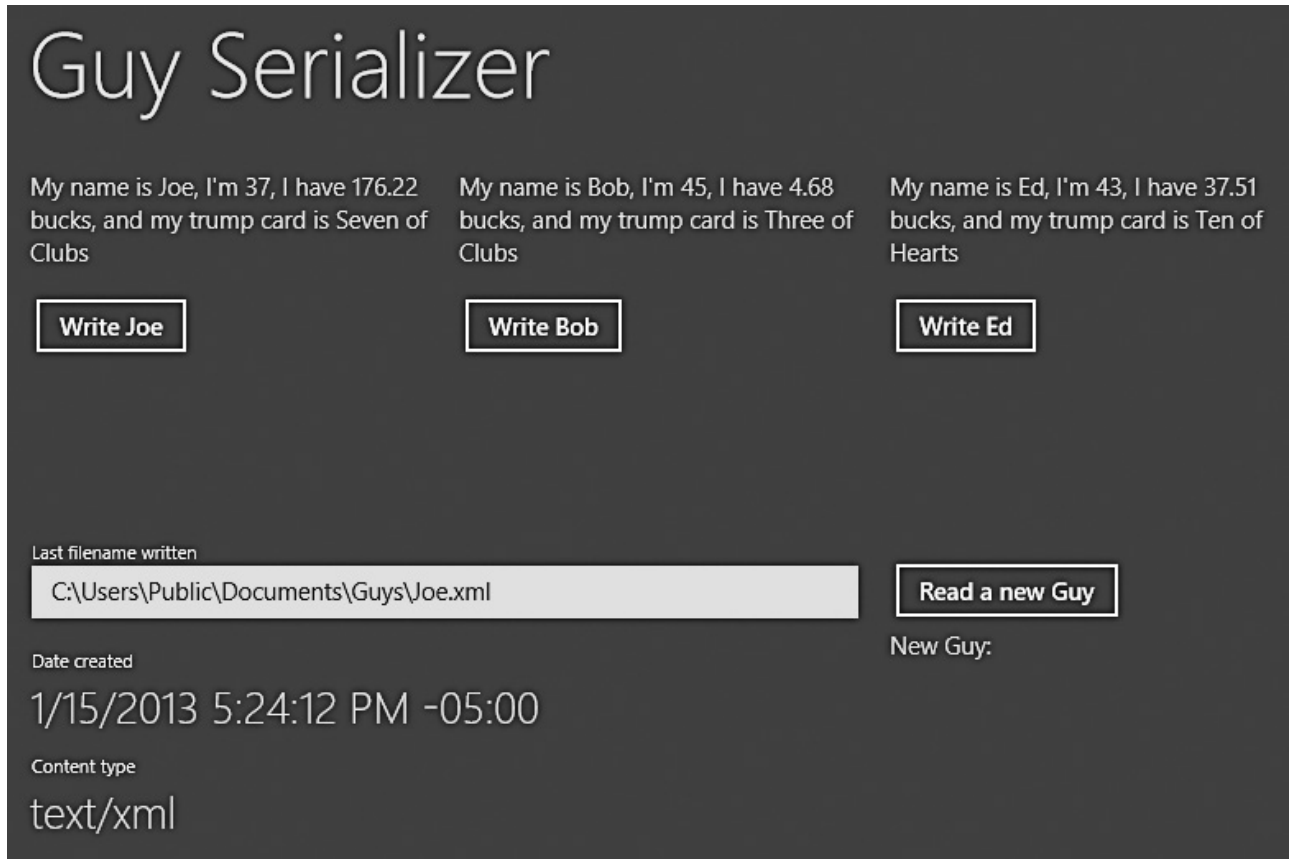 Guy Serializer
My name is Joe, I'm 37, I have 176.22
bucks, and my trump card is Seven of
Clubs
Write Joe
My name is Bob, I'm 45, I have 4.68
bucks, and my trump card is Three of
Clubs
Write Bob
My name is Ed, I'm 43, I have 37.51
bucks, and my trump card is Ten of
Hearts
Write Ed
Last filename written
C:\Users\Public\Documents\Guys\Joe.xml
Read a new Guy
New Guy:
Date created
1/15/2013 5:24:12 PM -05:00
Content type
text/xml